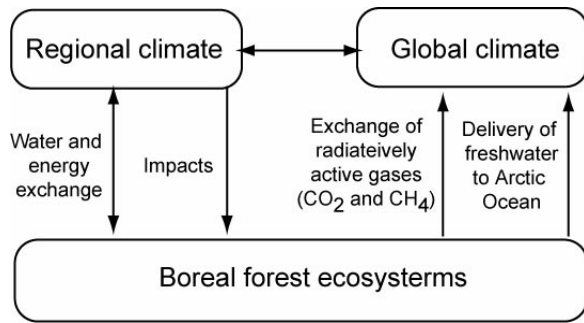 Regional climate
Global climate
Water and
energy
exchange
Impacts
Exchange of
radiateively
active gases
(CO₂ and CH₄)
Delivery of
freshwater
to Arctic
Ocean
Boreal forest ecosysterms